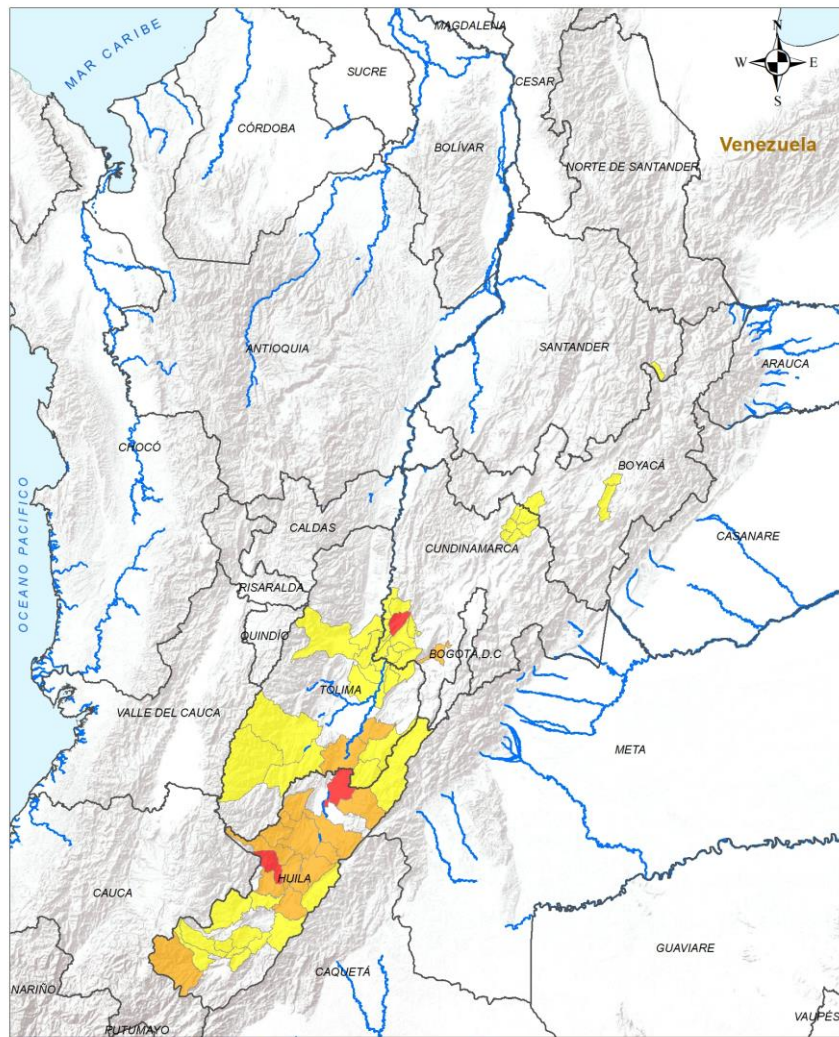 MAGDALENA
MAR CARIBE
N
W
E
S
SUCRE
CESAR
CÓRDOBA
BOLÍVAR
Venezuela
NORTE DE SANTANDER
ANTIOQUIA
SANTANDER
ARAUCA
CHOCÓ
BOYACÁ
OCEANO PACIFICO
CALDAS
CUNDINAMARCA
CASANARE
RISARALDA
QUINDÍO
BOGOTÁ, D.C
TOLIMA
VALLE DEL CAUCA
META
HUILA
CAUCA
GUAVIARE
NARIÑO
CAQUETÁ
VAUPÉS
PUTUMAYO